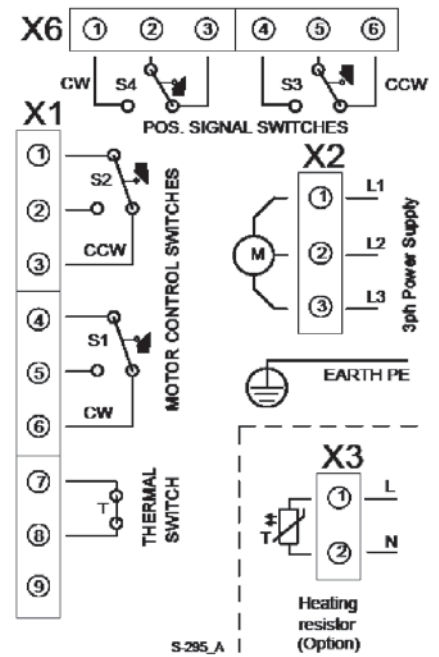 X6 1 2 3 4 5 6
CW S4 S3 CCW
POS. SIGNAL SWITCHES
X1
1
2
3
S2
CCW
4
5
6
S1
CW
MOTOR CONTROL SWITCHES
7
8
9
T
THERMAL
SWITCH
X2
1 L1
M 2 L2
3 L3
3ph Power Supply
EARTH PE
X3
1 L
T
2 N
Heating
resistor
(Option)
S-295_A